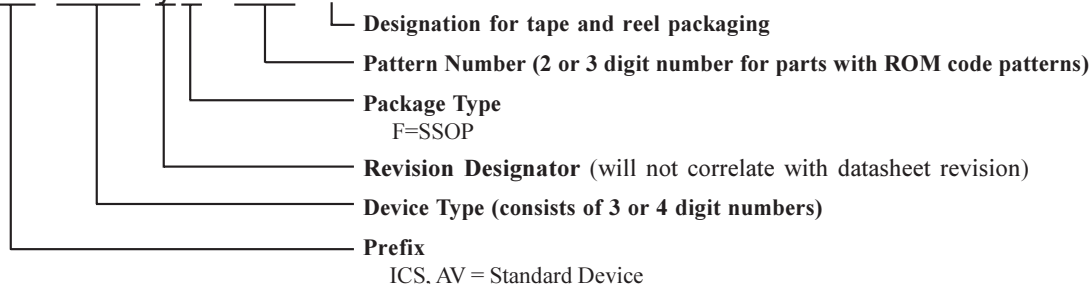 Designation for tape and reel packaging
Pattern Number (2 or 3 digit number for parts with ROM code patterns)
Package Type
F=SSOP
Revision Designator (will not correlate with datasheet revision)
Device Type (consists of 3 or 4 digit numbers)
Prefix
ICS, AV = Standard Device